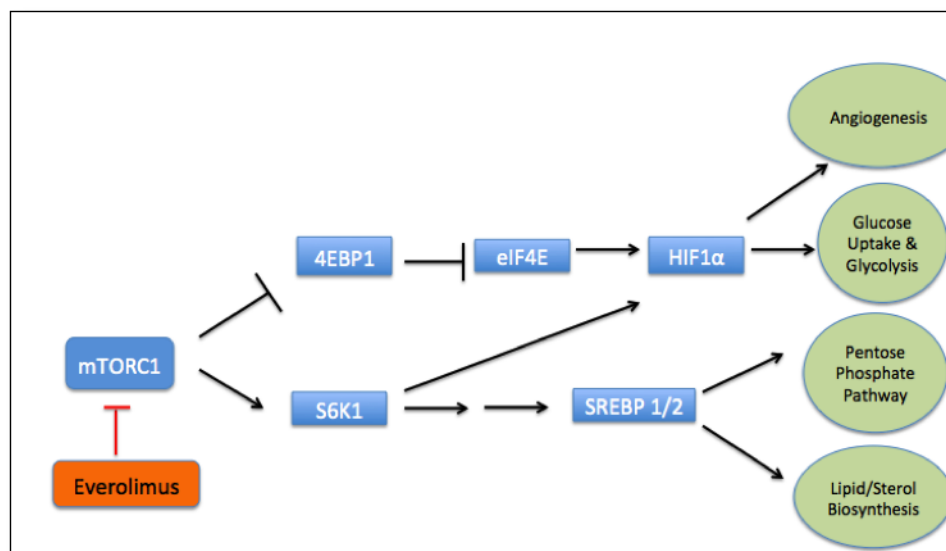 Angiogenesis
Glucose
Uptake &
Glycolysis
4EBP1
eIF4E
HIF1α
mTORC1
Pentose
Phosphate
Pathway
S6K1
SREBP 1/2
Everolimus
Lipid/Sterol
Biosynthesis